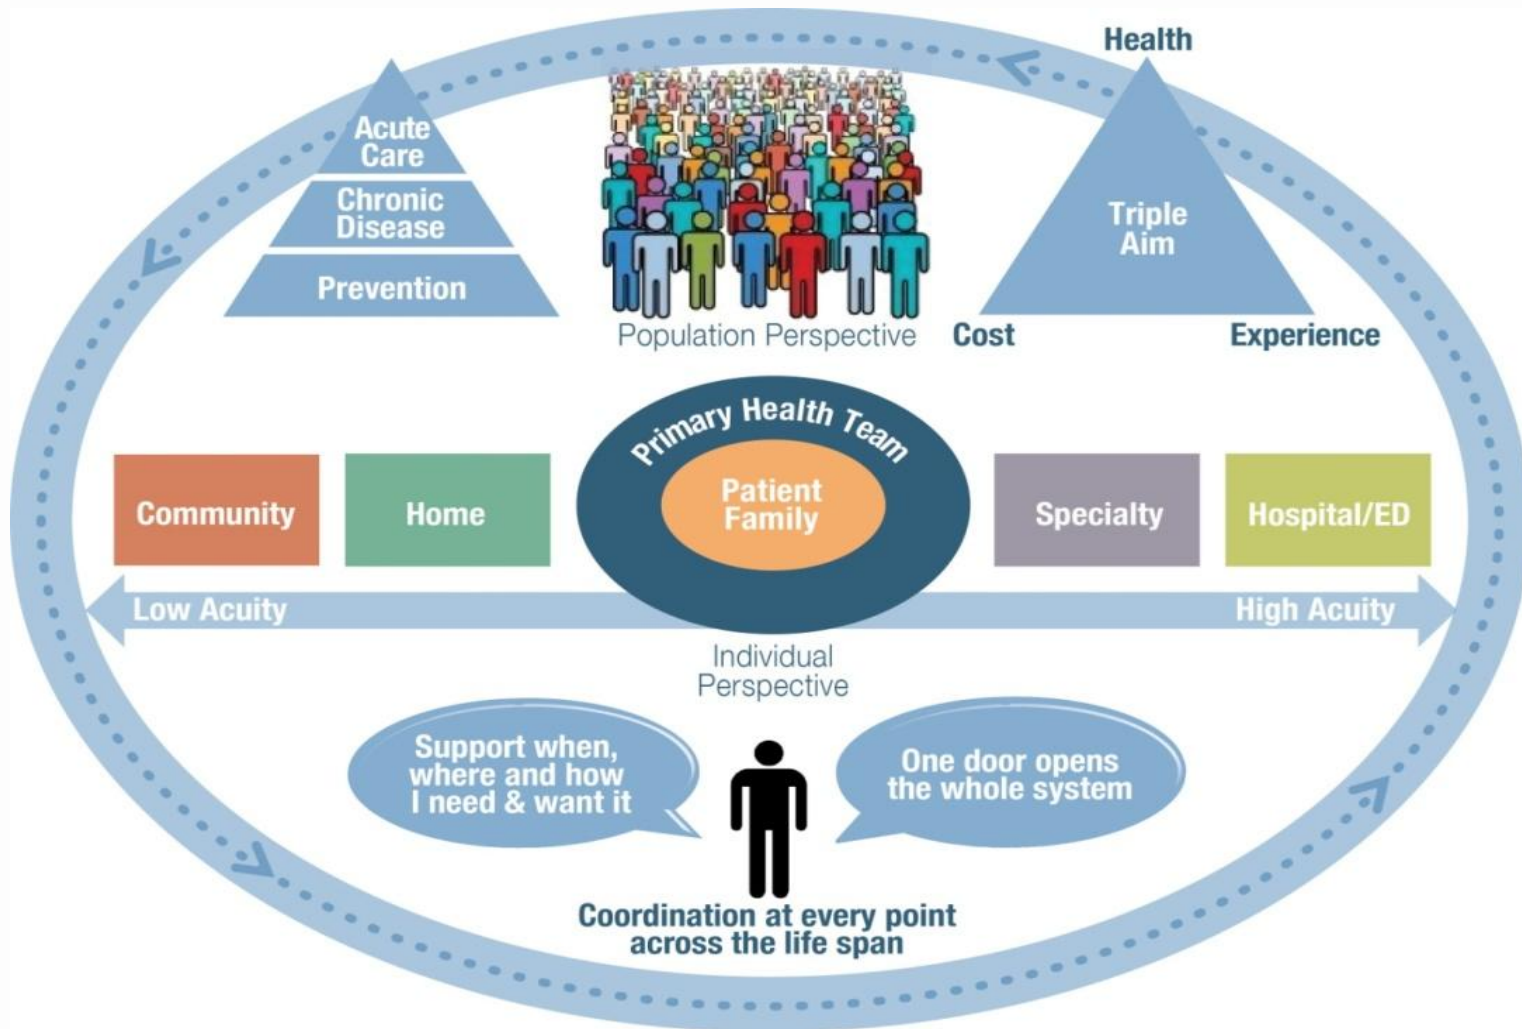 Health
Acute
Care
Chronic
Disease
Prevention
Triple
Aim
Population Perspective
Cost
Experience
Primary Health Team
Patient
Family
Community
Home
Specialty
Hospital/ED
Low Acuity
High Acuity
Individual
Perspective
Support when,
where and how
I need & want it
One door opens
the whole system
Coordination at every point
across the life span